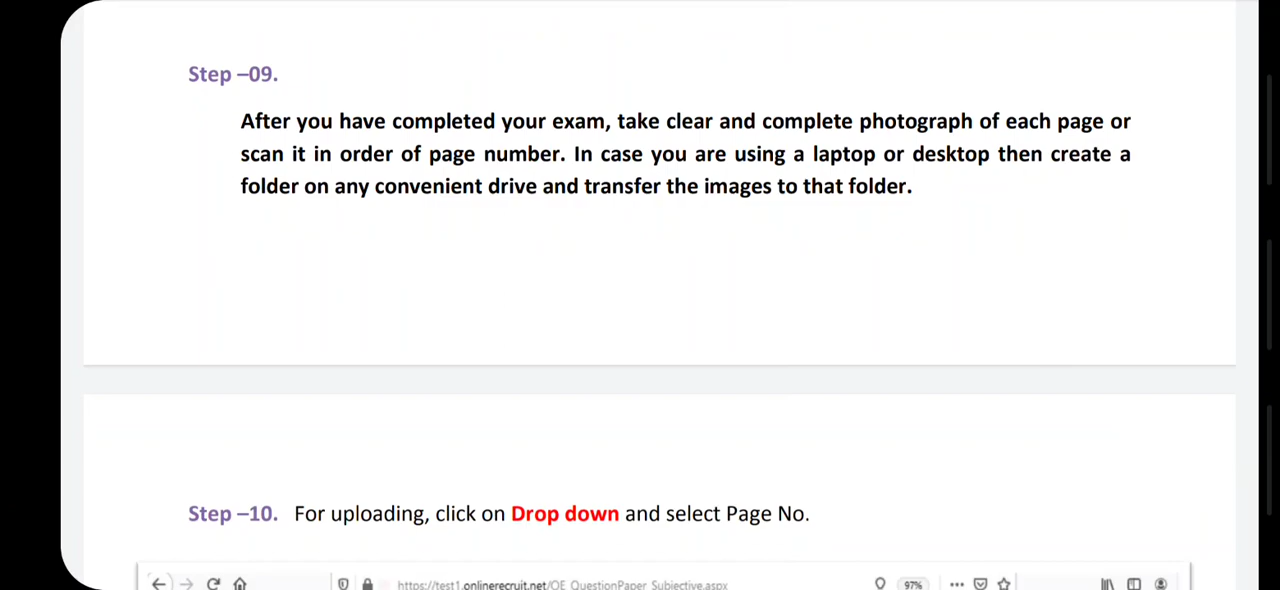 Step –09.
After you have completed your exam, take clear and complete photograph of each page or
scan it in order of page number. In case you are using a laptop or desktop then create a
folder on any convenient drive and transfer the images to that folder.
Step –10. For uploading, click on Drop down and select Page No.
https://test1.onlinerecruit.net/OE_QuestionPaper_Subjective.aspx 97%